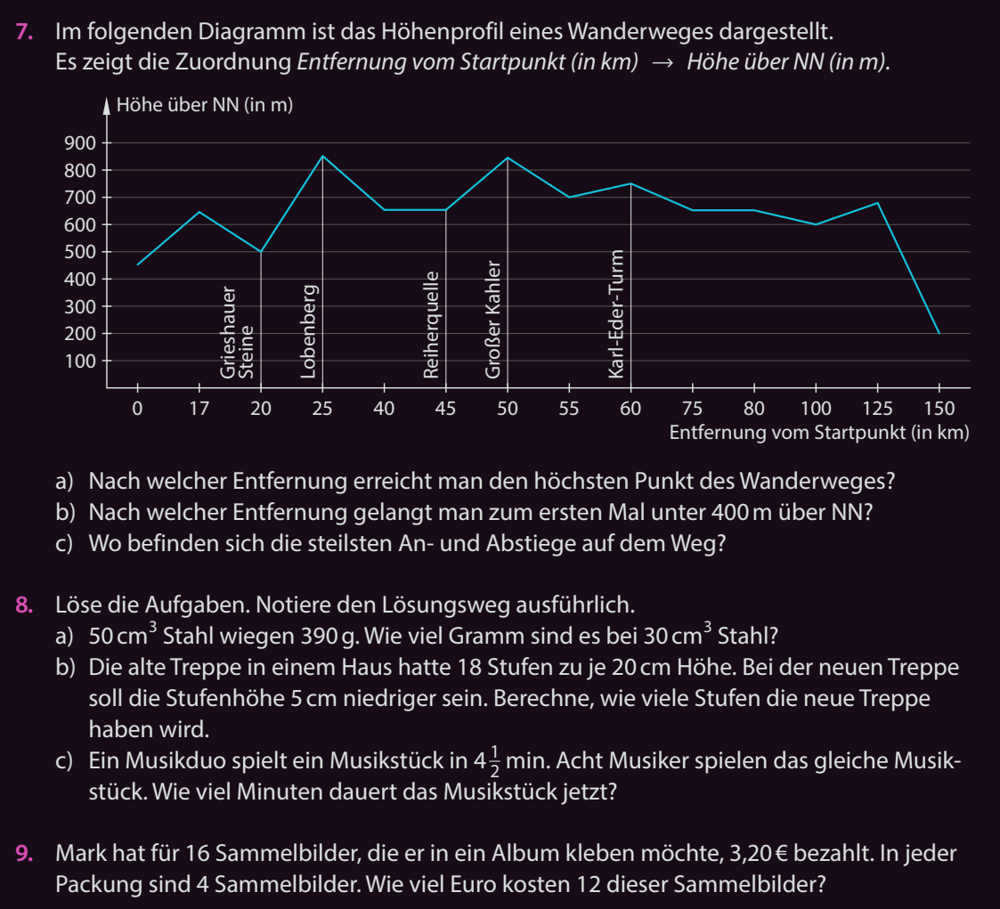 7. Im folgenden Diagramm ist das Höhenprofil eines Wanderweges dargestellt.
Es zeigt die Zuordnung Entfernung vom Startpunkt (in km) → Höhe über NN (in m).
Höhe über NN (in m)
900
800
700
600
500
400
300
200
100
Grieshauer
Steine
Lobenberg
Reiherquelle
Großer Kahler
Karl-Eder-Turm
0 17 20 25 40 45 50 55 60 75 80 100 125 150
Entfernung vom Startpunkt (in km)
a) Nach welcher Entfernung erreicht man den höchsten Punkt des Wanderweges?
b) Nach welcher Entfernung gelangt man zum ersten Mal unter 400 m über NN?
c) Wo befinden sich die steilsten An- und Abstiege auf dem Weg?
8. Löse die Aufgaben. Notiere den Lösungsweg ausführlich.
a) 50 cm³ Stahl wiegen 390 g. Wie viel Gramm sind es bei 30 cm³ Stahl?
b) Die alte Treppe in einem Haus hatte 18 Stufen zu je 20 cm Höhe. Bei der neuen Treppe
soll die Stufenhöhe 5 cm niedriger sein. Berechne, wie viele Stufen die neue Treppe
haben wird.
c) Ein Musikduo spielt ein Musikstück in 4 1/2 min. Acht Musiker spielen das gleiche Musik-
stück. Wie viel Minuten dauert das Musikstück jetzt?
9. Mark hat für 16 Sammelbilder, die er in ein Album kleben möchte, 3,20 € bezahlt. In jeder
Packung sind 4 Sammelbilder. Wie viel Euro kosten 12 dieser Sammelbilder?